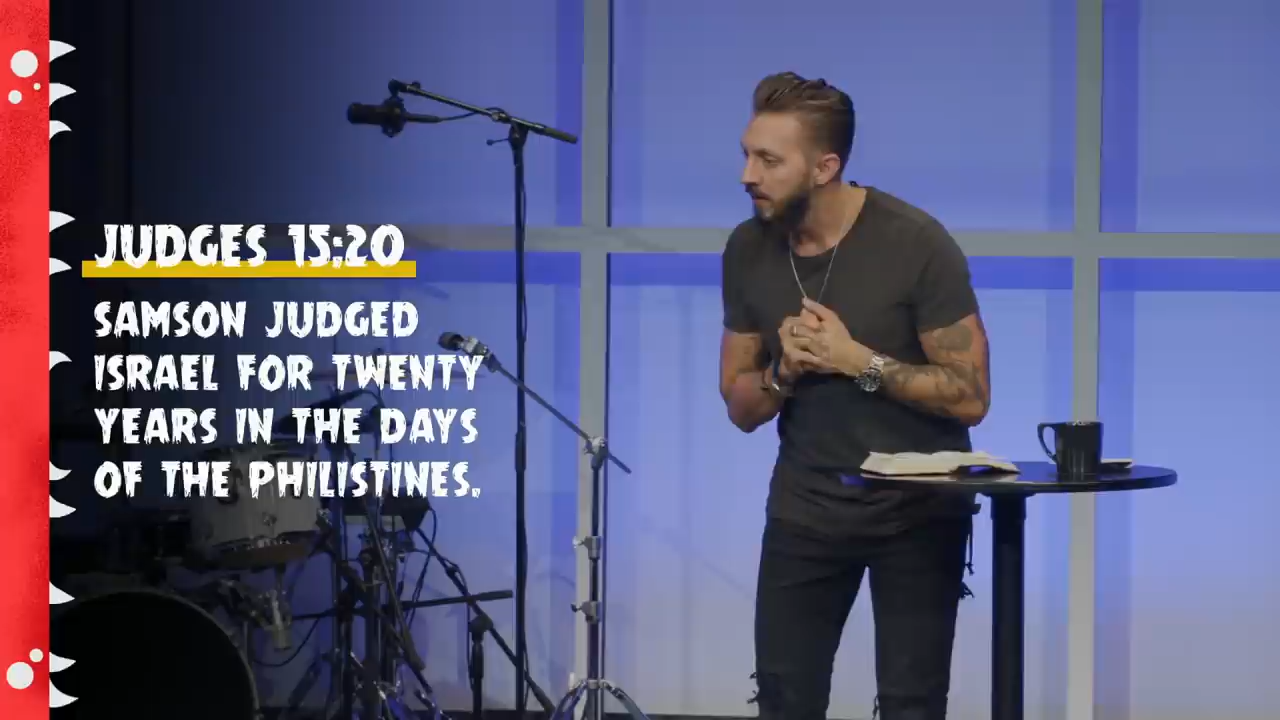 JUDGES 15:20
SAMSON JUDGED
ISRAEL FOR TWENTY
YEARS IN THE DAYS
OF THE PHILISTINES.